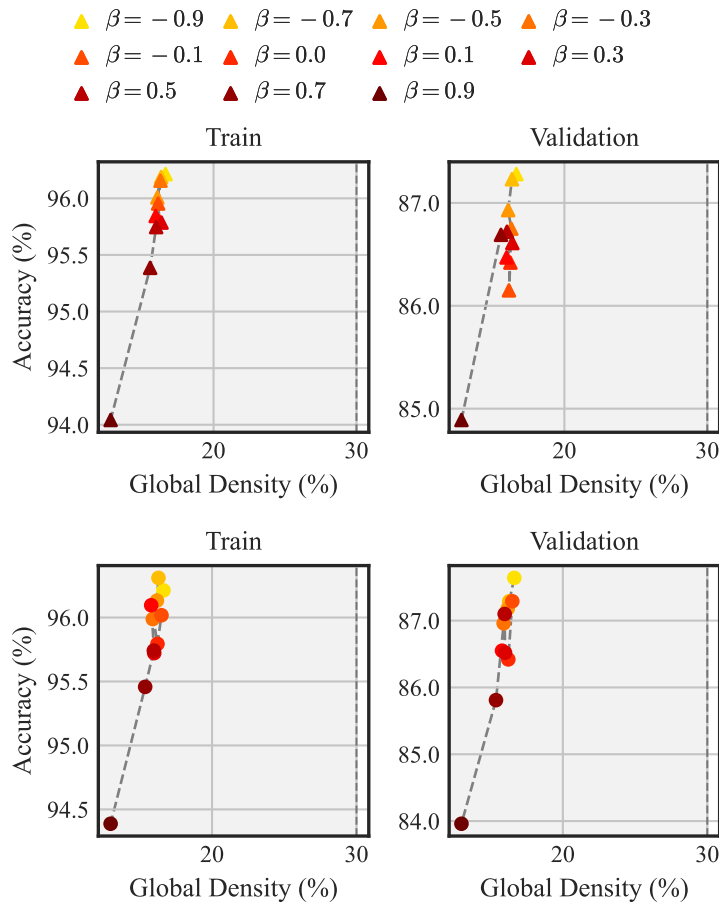 β = −0.9 β = −0.7 β = −0.5 β = −0.3
β = −0.1 β = 0.0 β = 0.1 β = 0.3
β = 0.5 β = 0.7 β = 0.9
Train
Accuracy (%)
96.0
95.5
95.0
94.5
94.0
20 30
Global Density (%)
Validation
87.0
86.0
85.0
20 30
Global Density (%)
Train
Accuracy (%)
96.0
95.5
95.0
94.5
20 30
Global Density (%)
Validation
87.0
86.0
85.0
84.0
20 30
Global Density (%)